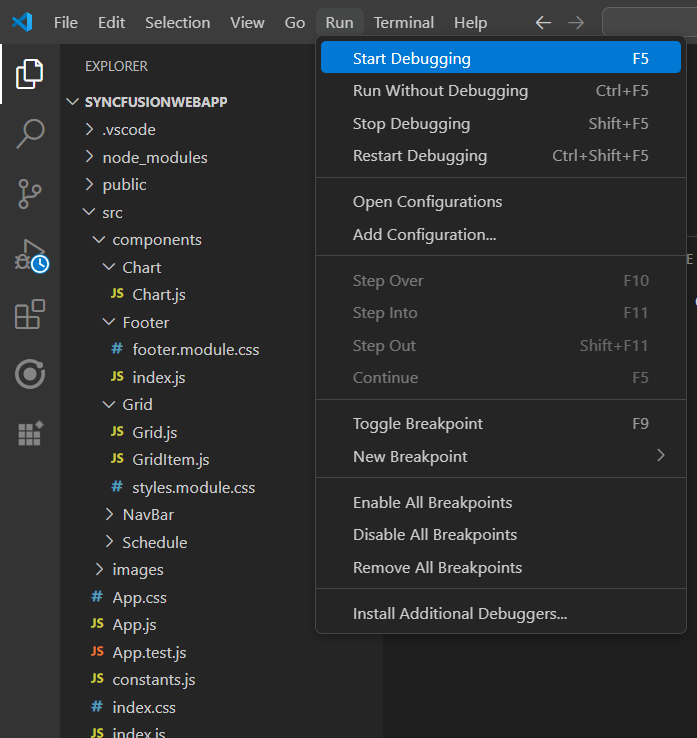 File Edit Selection View Go Run Terminal Help
EXPLORER
SYNCFUSIONWEBAPP
.vscode
node_modules
public
src
components
Chart
JS Chart.js
Footer
# footer.module.css
JS index.js
Grid
JS Grid.js
JS GridItem.js
# styles.module.css
NavBar
Schedule
images
# App.css
JS App.js
JS App.test.js
JS constants.js
# index.css
JS index.js
Start Debugging F5
Run Without Debugging Ctrl+F5
Stop Debugging Shift+F5
Restart Debugging Ctrl+Shift+F5
Open Configurations
Add Configuration...
Step Over F10
Step Into F11
Step Out Shift+F11
Continue F5
Toggle Breakpoint F9
New Breakpoint
Enable All Breakpoints
Disable All Breakpoints
Remove All Breakpoints
Install Additional Debuggers...
E